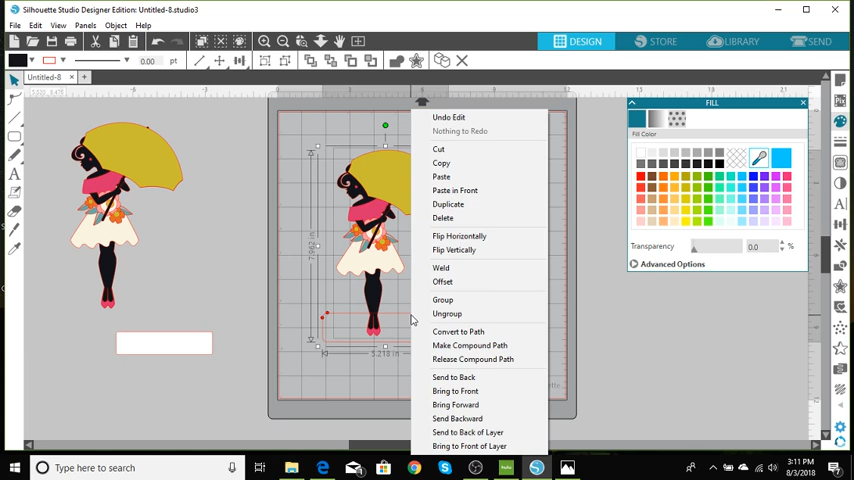 Silhouette Studio Designer Edition: Untitled-8.studio3
File Edit View Panels Object Help
0.00 pt
DESIGN STORE LIBRARY SEND
Untitled-8 ×
Undo Edit
Nothing to Redo
Cut
Copy
Paste
Paste in Front
Duplicate
Delete
Flip Horizontally
Flip Vertically
Weld
Offset
Group
Ungroup
Convert to Path
Make Compound Path
Release Compound Path
Send to Back
Bring to Front
Bring Forward
Send Backward
Send to Back of Layer
Bring to Front of Layer
7.962 in
5.218 in
FILL
Fill Color
Transparency 0.0 %
Advanced Options
Type here to search
3:11 PM
8/3/2018